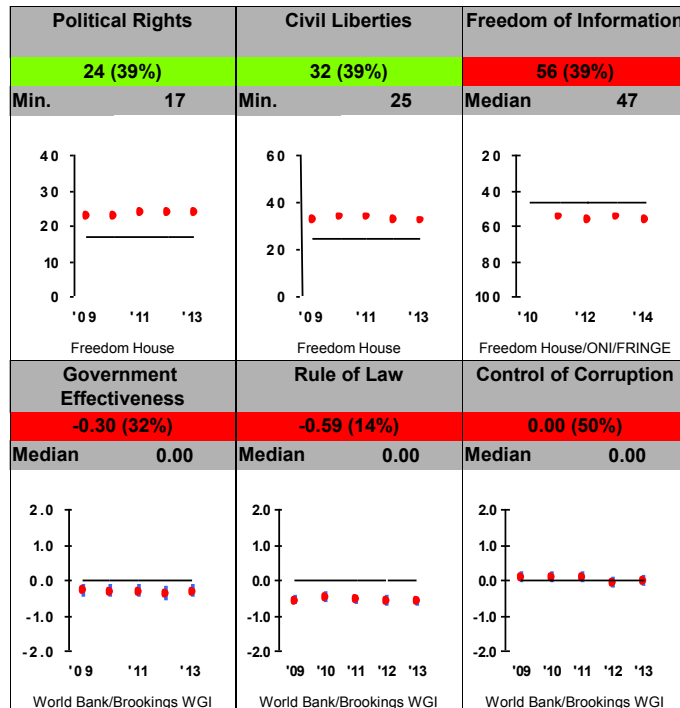 Political Rights
24 (39%)
Min. 17
40
30
20
10
0
'09 '11 '13
Freedom House
Civil Liberties
32 (39%)
Min. 25
60
40
20
0
'09 '11 '13
Freedom House
Freedom of Information
56 (39%)
Median 47
20
40
60
80
100
'10 '12 '14
Freedom House/ONI/FRINGE
Government
Effectiveness
-0.30 (32%)
Median 0.00
2.0
1.0
0.0
-1.0
-2.0
'09 '11 '13
World Bank/Brookings WGI
Rule of Law
-0.59 (14%)
Median 0.00
2.0
1.0
0.0
-1.0
-2.0
'09 '10 '11 '12 '13
World Bank/Brookings WGI
Control of Corruption
0.00 (50%)
Median 0.00
2.0
1.0
0.0
-1.0
-2.0
'09 '10 '11 '12 '13
World Bank/Brookings WGI